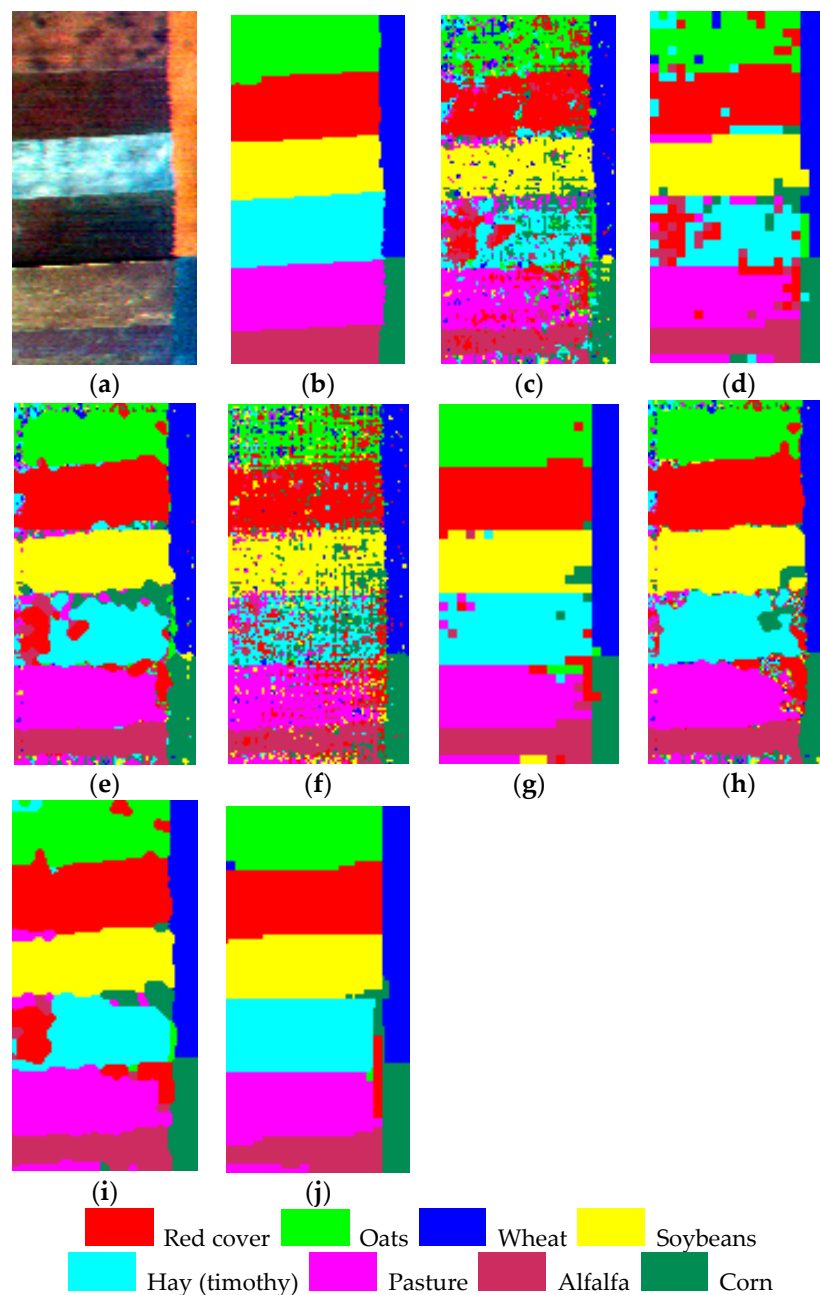 (a) (b) (c) (d)
(e) (f) (g) (h)
(i) (j)
Red cover Oats Wheat Soybeans
Hay (timothy) Pasture Alfalfa Corn